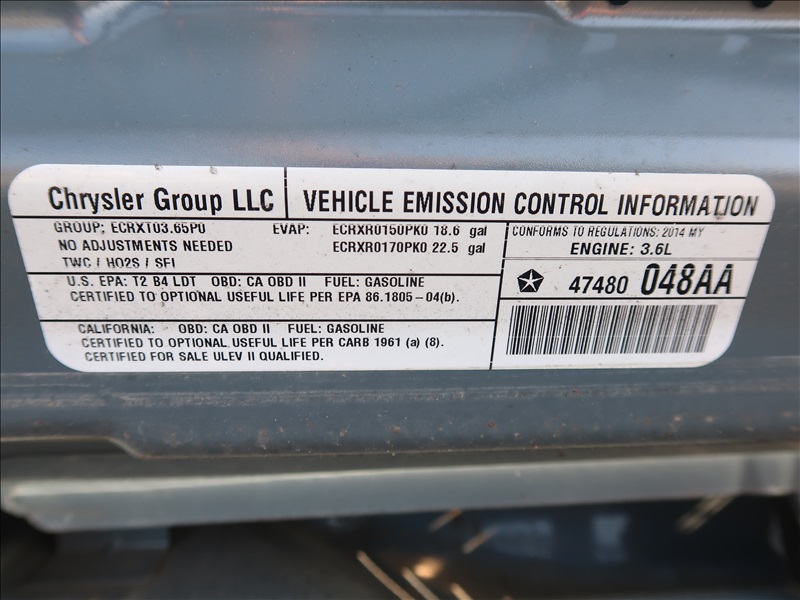 Chrysler Group LLC
VEHICLE EMISSION CONTROL INFORMATION
GROUP: ECRXT03.65P0 EVAP: ECRXR0150PK0 18.6 gal
NO ADJUSTMENTS NEEDED ECRXR0170PK0 22.5 gal
TWC / HO2S / SFI
CONFORMS TO REGULATIONS: 2014 MY
ENGINE: 3.6L
U.S. EPA: T2 B4 LDT OBD: CA OBD II FUEL: GASOLINE
CERTIFIED TO OPTIONAL USEFUL LIFE PER EPA 86.1805-04(b).
47480 048AA
CALIFORNIA: OBD: CA OBD II FUEL: GASOLINE
CERTIFIED TO OPTIONAL USEFUL LIFE PER CARB 1961 (a) (8).
CERTIFIED FOR SALE ULEV II QUALIFIED.